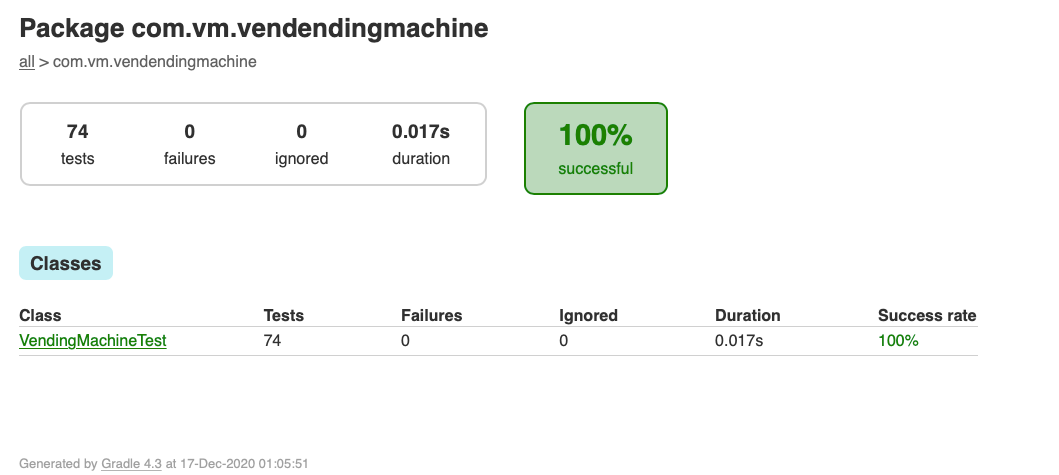 Package com.vm.vendendingmachine
all > com.vm.vendendingmachine
74 0 0 0.017s
tests failures ignored duration
100%
successful
Classes
Class Tests Failures Ignored Duration Success rate
VendingMachineTest 74 0 0 0.017s 100%
Generated by Gradle 4.3 at 17-Dec-2020 01:05:51